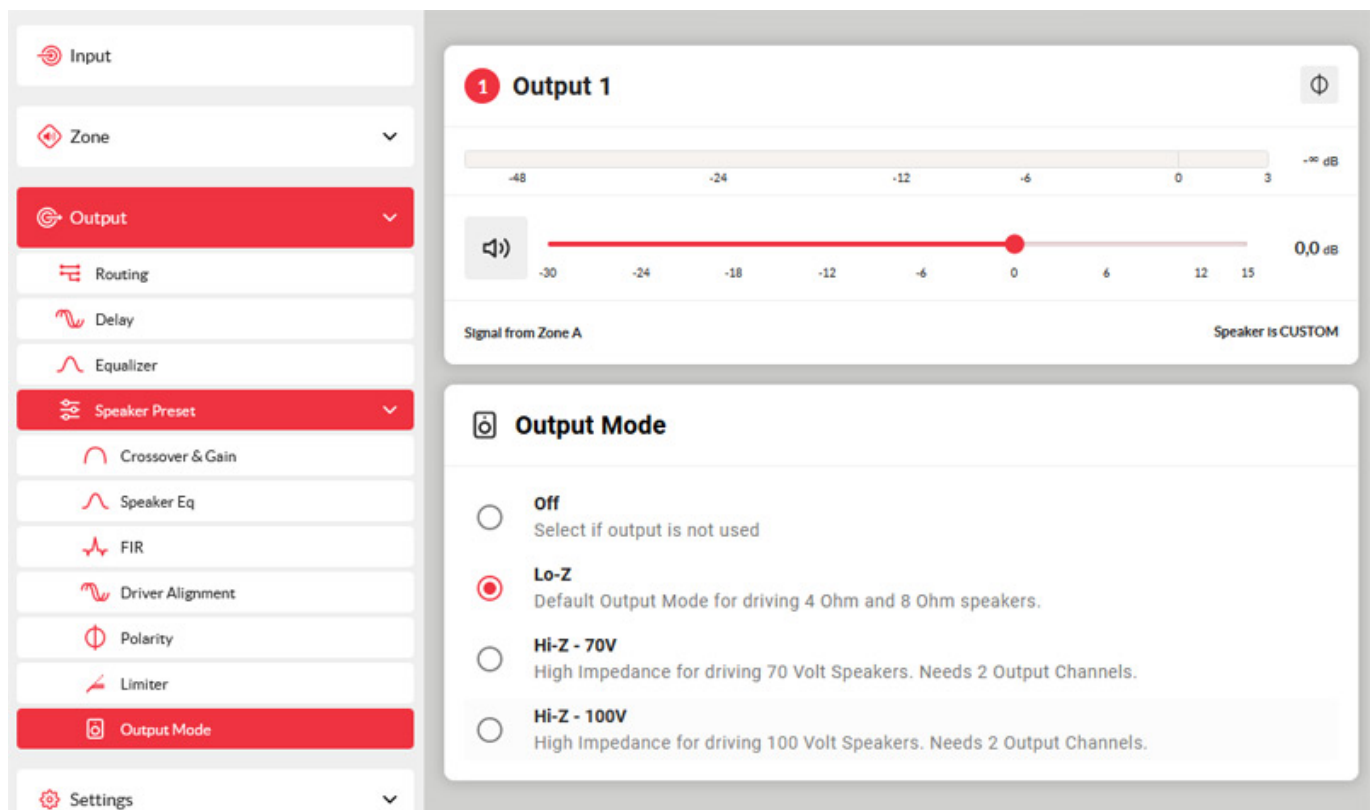 Input
Zone
Output
Routing
Delay
Equalizer
Speaker Preset
Crossover & Gain
Speaker Eq
FIR
Driver Alignment
Polarity
Limiter
Output Mode
Settings
1 Output 1
-∞ dB
-48 -24 -12 -6 0 3
0,0 dB
-30 -24 -18 -12 -6 0 6 12 15
Signal from Zone A Speaker is CUSTOM
Output Mode
Off
Select if output is not used
Lo-Z
Default Output Mode for driving 4 Ohm and 8 Ohm speakers.
Hi-Z - 70V
High Impedance for driving 70 Volt Speakers. Needs 2 Output Channels.
Hi-Z - 100V
High Impedance for driving 100 Volt Speakers. Needs 2 Output Channels.